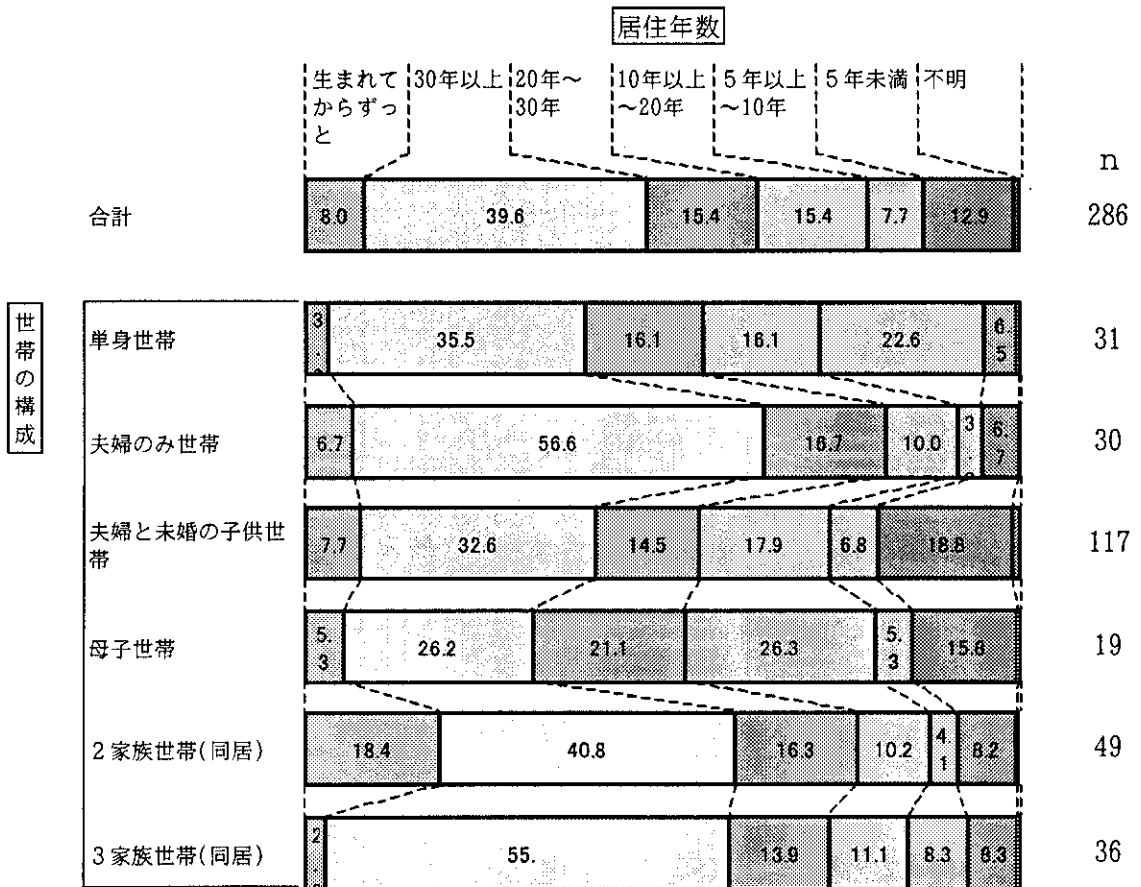 居住年数
生まれて
からずっ
と
30年以上
20年～
30年
10年以上
～20年
5年以上
～10年
5年未満
不明
n
合計
8.0 39.6 15.4 15.4 7.7 12.9
286
世帯の構成
単身世帯
35.5 16.1 16.1 22.6 6.5
31
夫婦のみ世帯
6.7 56.6 16.7 10.0 6.7
30
夫婦と未婚の子供世
帯
7.7 32.6 14.5 17.9 6.8 18.8
117
母子世帯
5.3 26.2 21.1 26.3 5.3 15.8
19
2家族世帯(同居)
18.4 40.8 16.3 10.2 4.1 8.2
49
3家族世帯(同居)
55. 13.9 11.1 8.3
36